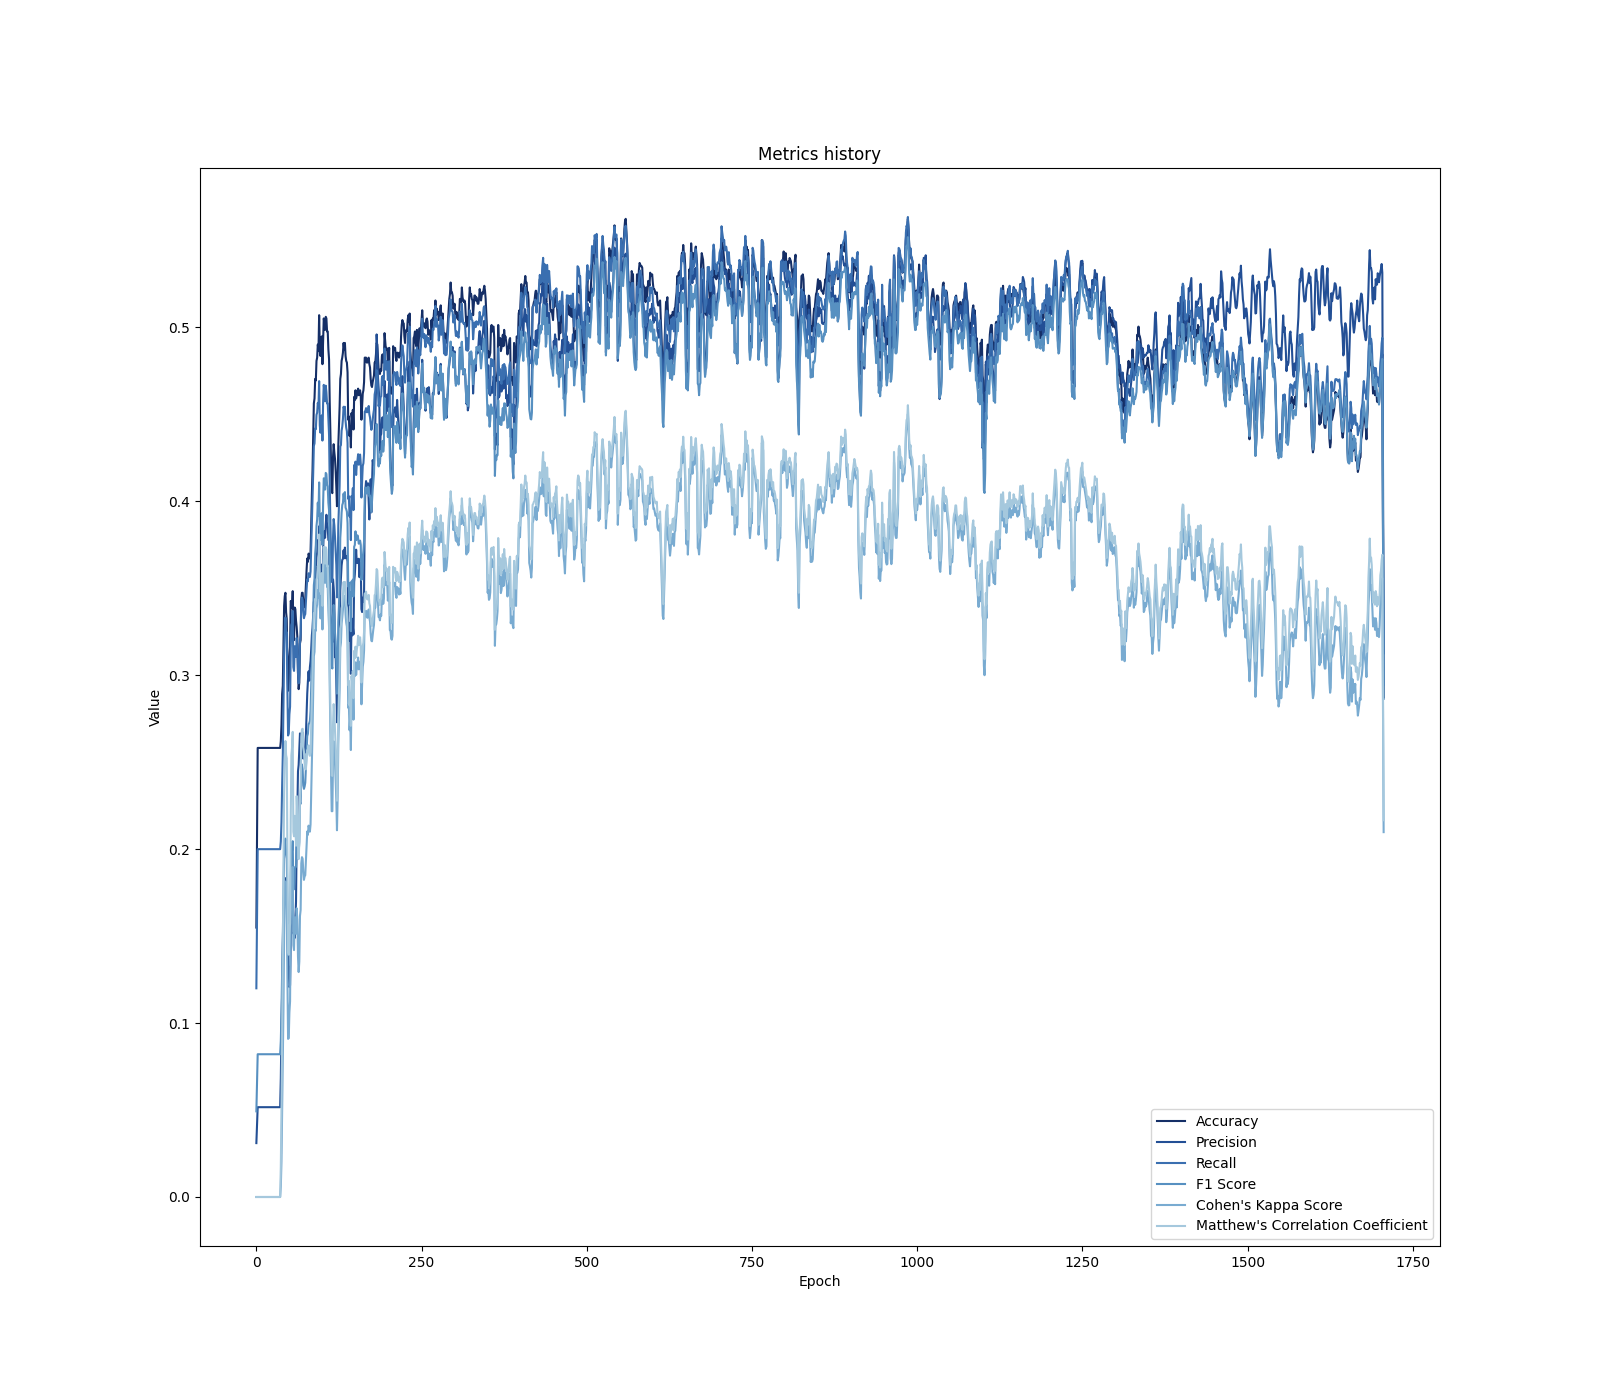 Metrics history
Value
0.5
0.4
0.3
0.2
0.1
0.0
0
250
500
750
1000
1250
1500
1750
Epoch
Accuracy
Precision
Recall
F1 Score
Cohen's Kappa Score
Matthew's Correlation Coefficient